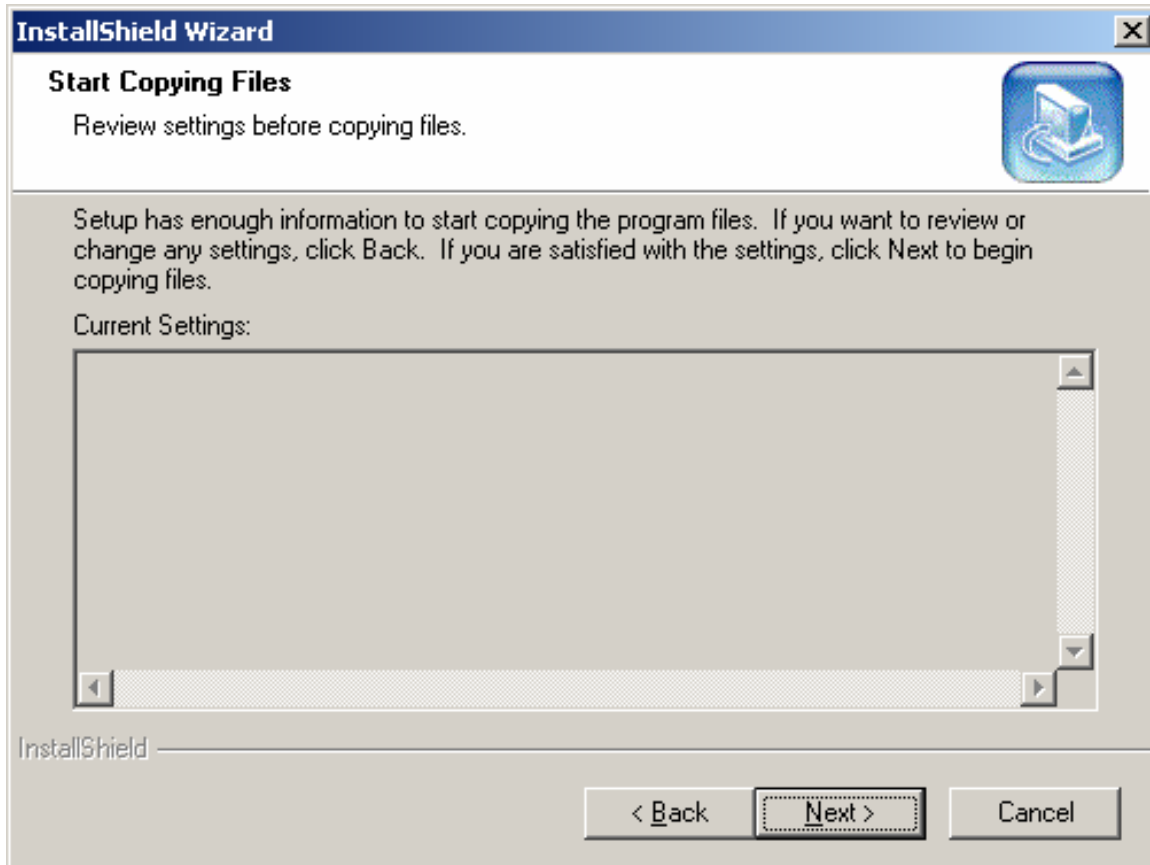 InstallShield Wizard
Start Copying Files
Review settings before copying files.
Setup has enough information to start copying the program files.  If you want to review or
change any settings, click Back.  If you are satisfied with the settings, click Next to begin
copying files.
Current Settings:
InstallShield
< Back
Next >
Cancel